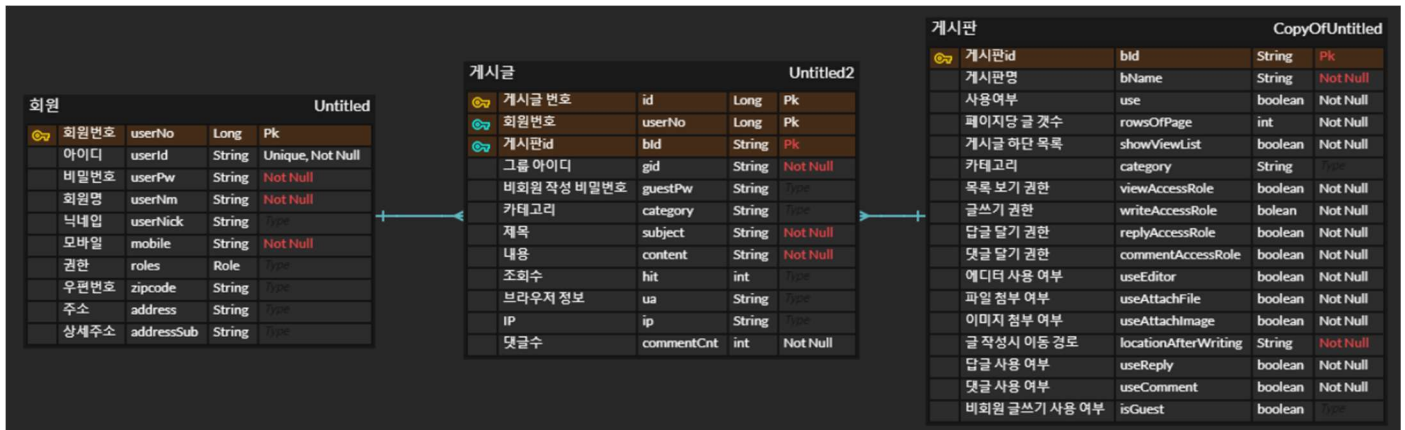 회원 Untitled
회원번호 userNo Long Pk
아이디 userId String Unique, Not Null
비밀번호 userPw String Not Null
회원명 userNm String Not Null
닉네입 userNick String Type
모바일 mobile String Not Null
권한 roles Role Type
우편번호 zipcode String Type
주소 address String Type
상세주소 addressSub String Type
게시글 Untitled2
게시글 번호 id Long Pk
회원번호 userNo Long Pk
게시판id bId String Pk
그룹 아이디 gid String Not Null
비회원 작성 비밀번호 guestPw String Type
카테고리 category String Type
제목 subject String Not Null
내용 content String Not Null
조회수 hit int Type
브라우저 정보 ua String Type
IP ip String Type
댓글수 commentCnt int Not Null
게시판 CopyOfUntitled
게시판id bId String Pk
게시판명 bName String Not Null
사용여부 use boolean Not Null
페이지당 글 갯수 rowsOfPage int Not Null
게시글 하단 목록 showViewList boolean Not Null
카테고리 category String Type
목록 보기 권한 viewAccessRole boolean Not Null
글쓰기 권한 writeAccessRole bolean Not Null
답글 달기 권한 replyAccessRole boolean Not Null
댓글 달기 권한 commentAccessRole boolean Not Null
에디터 사용 여부 useEditor boolean Not Null
파일 첨부 여부 useAttachFile boolean Not Null
이미지 첨부 여부 useAttachImage boolean Not Null
글 작성시 이동 경로 locationAfterWriting String Not Null
답글 사용 여부 useReply boolean Not Null
댓글 사용 여부 useComment boolean Not Null
비회원 글쓰기 사용 여부 isGuest boolean Type